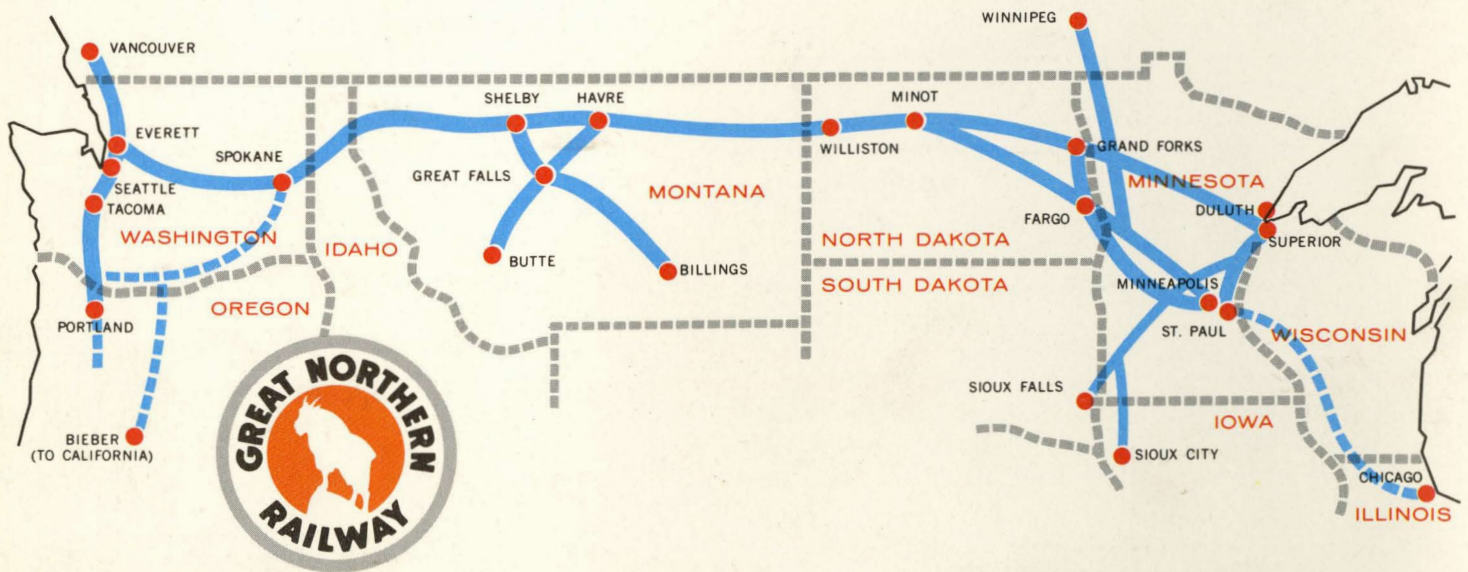 WINNIPEG
VANCOUVER
SHELBY
HAVRE
MINOT
EVERETT
SPOKANE
WILLISTON
GRAND FORKS
SEATTLE
GREAT FALLS
MONTANA
MINNESOTA
TACOMA
FARGO
DULUTH
WASHINGTON
IDAHO
NORTH DAKOTA
SUPERIOR
BUTTE
BILLINGS
SOUTH DAKOTA
MINNEAPOLIS
OREGON
PORTLAND
ST. PAUL
WISCONSIN
SIOUX FALLS
IOWA
BIEBER
(TO CALIFORNIA)
GREAT NORTHERN
RAILWAY
SIOUX CITY
CHICAGO
ILLINOIS